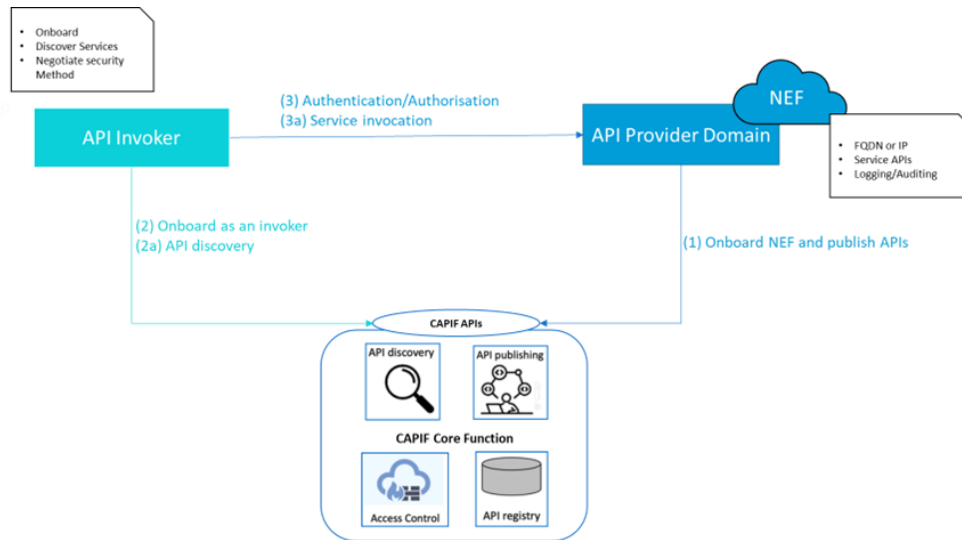 • Onboard
• Discover Services
• Negotiate security
Method
(3) Authentication/Authorisation
(3a) Service invocation
NEF
API Invoker
API Provider Domain
• FQDN or IP
• Service APIs
• Logging/Auditing
(2) Onboard as an invoker
(2a) API discovery
(1) Onboard NEF and publish APIs
CAPIF APIs
API discovery
API publishing
CAPIF Core Function
Access Control
API registry